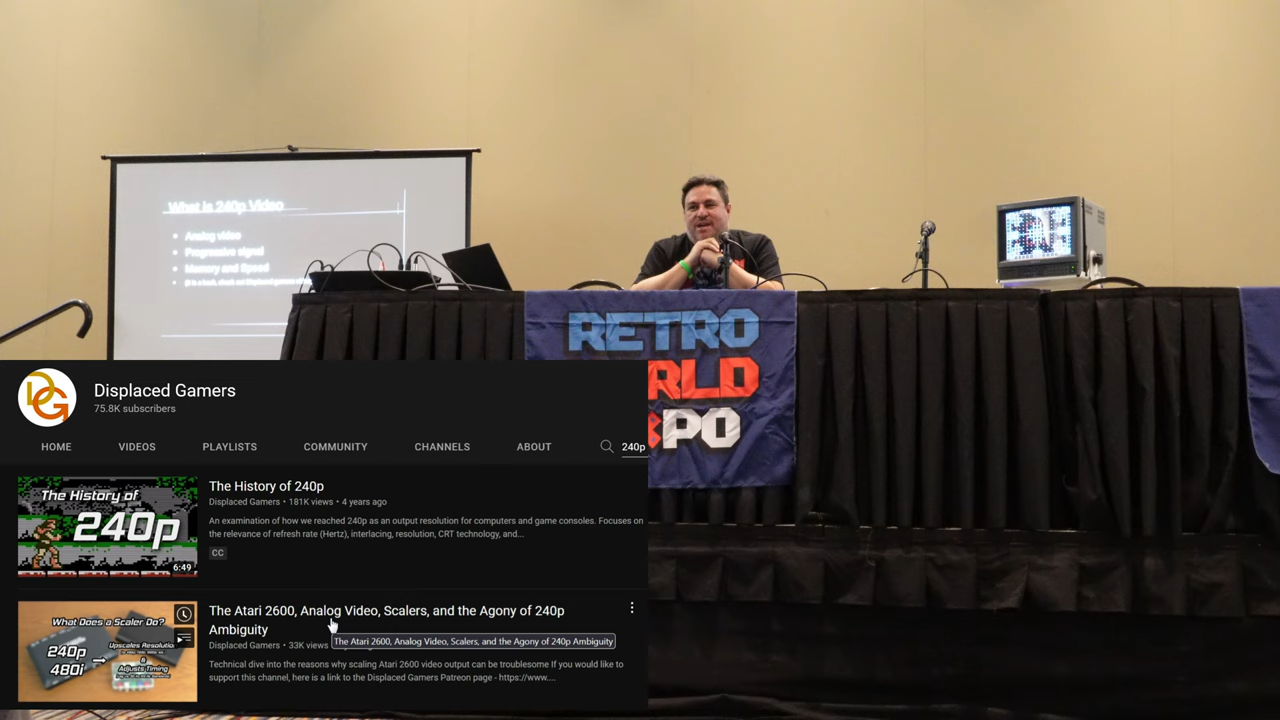 What is 240p Video
Analog video
Progressive signal
Memory and Speed
RETRO
RLD
PO
Displaced Gamers
75.8K subscribers
HOME VIDEOS PLAYLISTS COMMUNITY CHANNELS ABOUT 240p
The History of
240p
6:49
The History of 240p
Displaced Gamers • 181K views • 4 years ago
An examination of how we reached 240p as an output resolution for computers and game consoles. Focuses on
the relevance of refresh rate (Hertz), interlacing, resolution, CRT technology, and...
CC
What Does a Scaler Do?
240p
480i
Upscales Resolution
&
Adjusts Timing
The Atari 2600, Analog Video, Scalers, and the Agony of 240p
Ambiguity
Displaced Gamers • 33K views
The Atari 2600, Analog Video, Scalers, and the Agony of 240p Ambiguity
Technical dive into the reasons why scaling Atari 2600 video output can be troublesome If you would like to
support this channel, here is a link to the Displaced Gamers Patreon page - https://www....